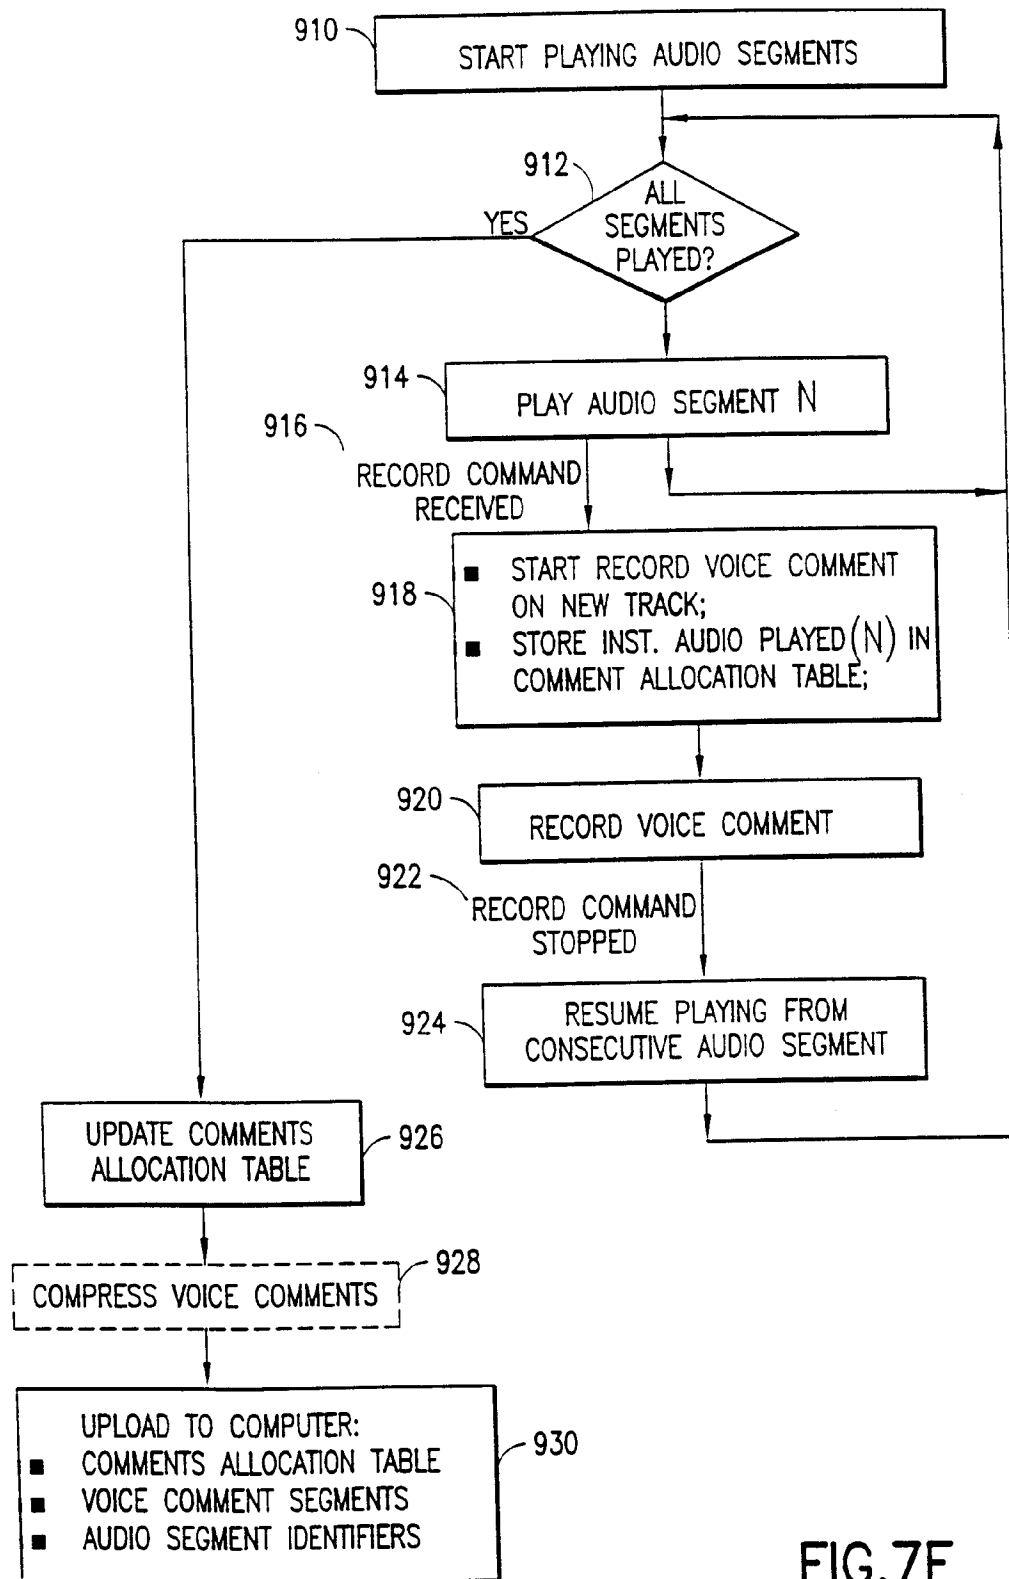 910
START PLAYING AUDIO SEGMENTS
912
ALL
SEGMENTS
PLAYED?
YES
914
PLAY AUDIO SEGMENT N
916
RECORD COMMAND
RECEIVED
918
■ START RECORD VOICE COMMENT
ON NEW TRACK;
■ STORE INST. AUDIO PLAYED(N) IN
COMMENT ALLOCATION TABLE;
920
RECORD VOICE COMMENT
922
RECORD COMMAND
STOPPED
924
RESUME PLAYING FROM
CONSECUTIVE AUDIO SEGMENT
UPDATE COMMENTS
ALLOCATION TABLE
926
928
COMPRESS VOICE COMMENTS
UPLOAD TO COMPUTER:
■ COMMENTS ALLOCATION TABLE
■ VOICE COMMENT SEGMENTS
■ AUDIO SEGMENT IDENTIFIERS
930
FIG.7F